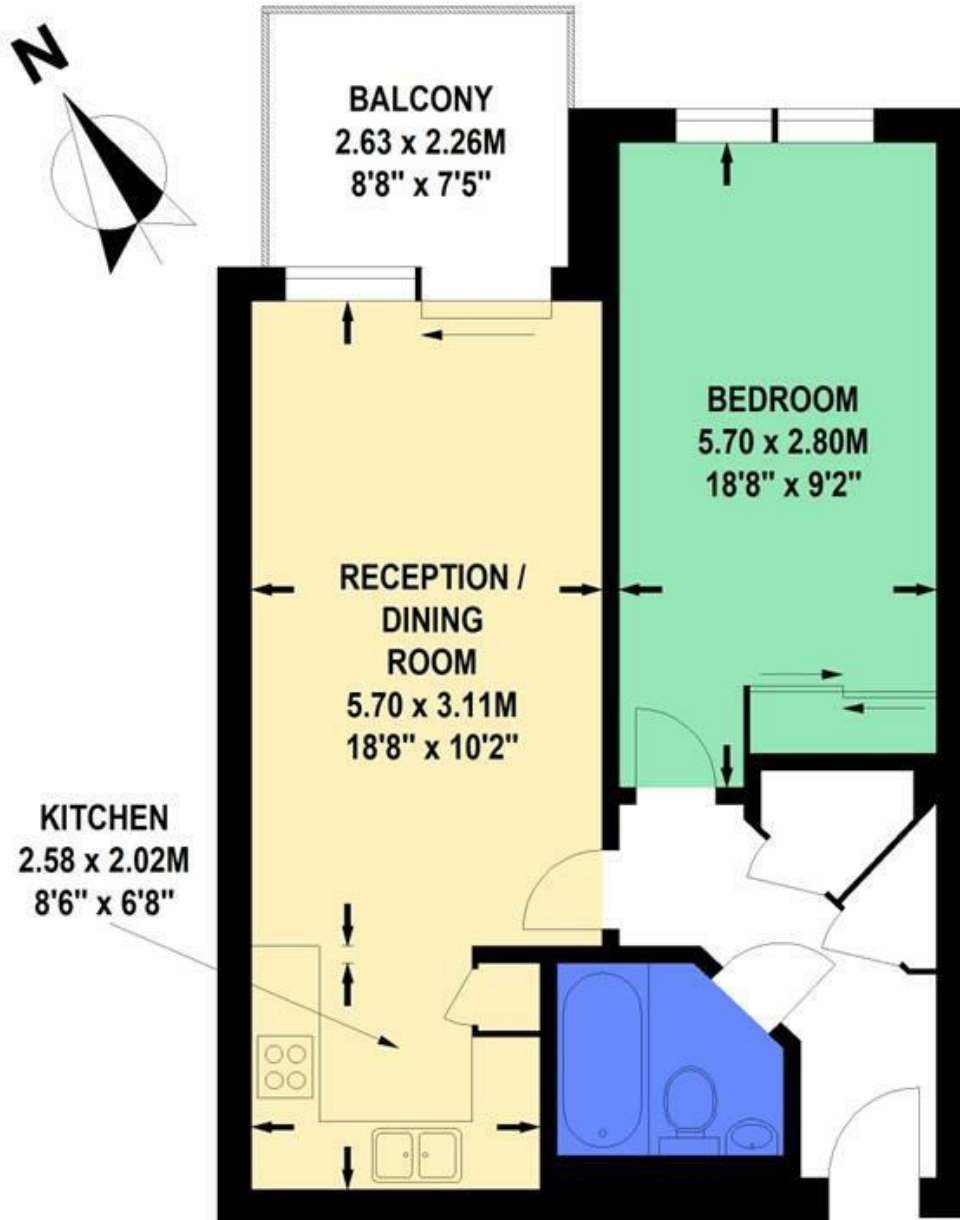 N
BALCONY
2.63 x 2.26M
8'8" x 7'5"
BEDROOM
5.70 x 2.80M
18'8" x 9'2"
RECEPTION /
DINING
ROOM
5.70 x 3.11M
18'8" x 10'2"
KITCHEN
2.58 x 2.02M
8'6" x 6'8"